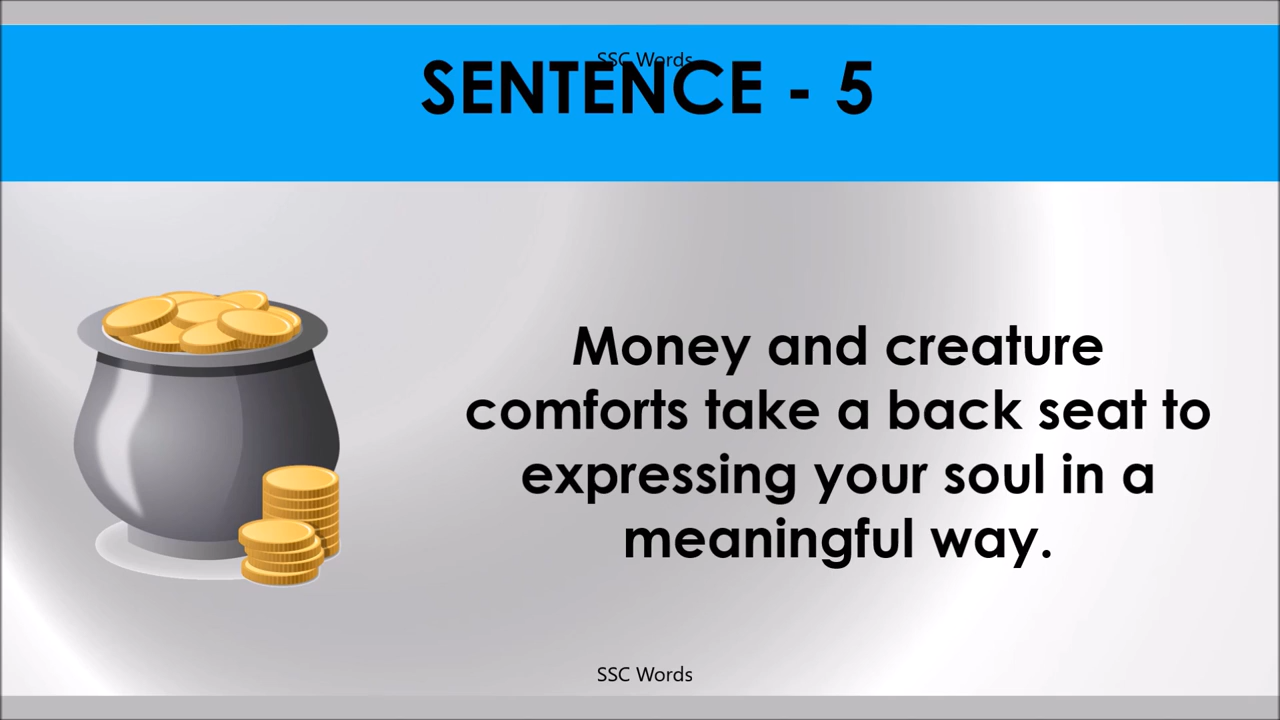 SSC Words
SENTENCE - 5
Money and creature
comforts take a back seat to
expressing your soul in a
meaningful way.
SSC Words